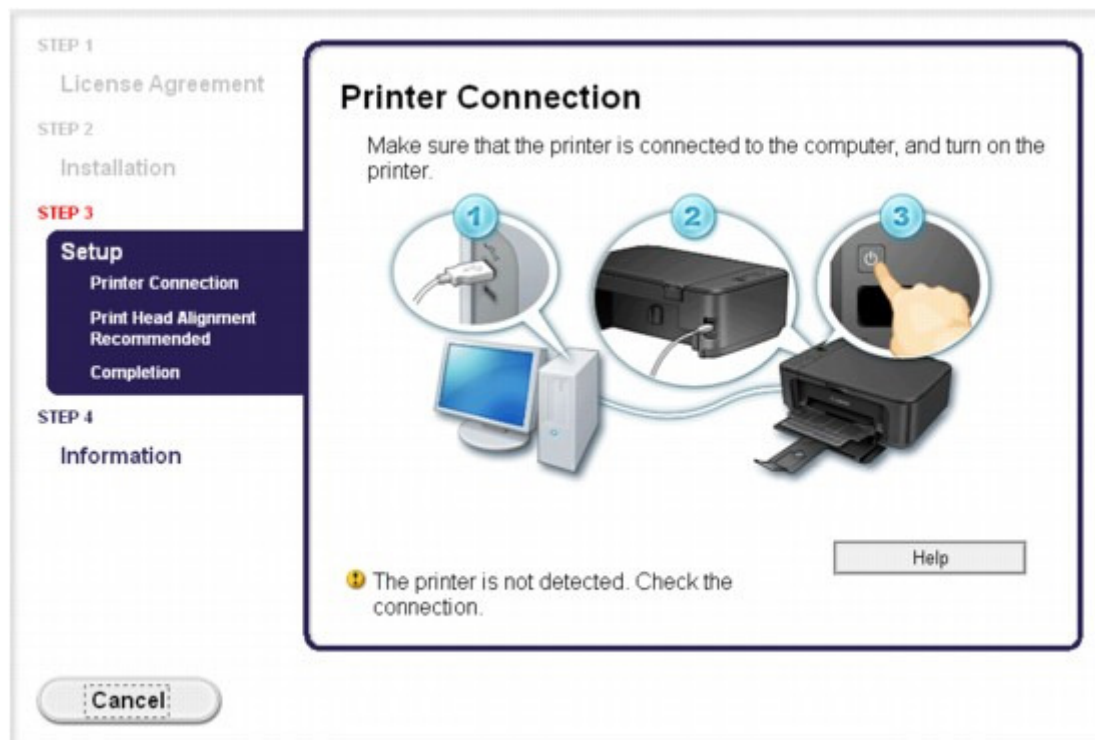 STEP 1
License Agreement
STEP 2
Installation
STEP 3
Setup
Printer Connection
Print Head Alignment
Recommended
Completion
STEP 4
Information
Cancel
Printer Connection
Make sure that the printer is connected to the computer, and turn on the
printer.
1
2
3
Canon
Help
The printer is not detected. Check the
connection.